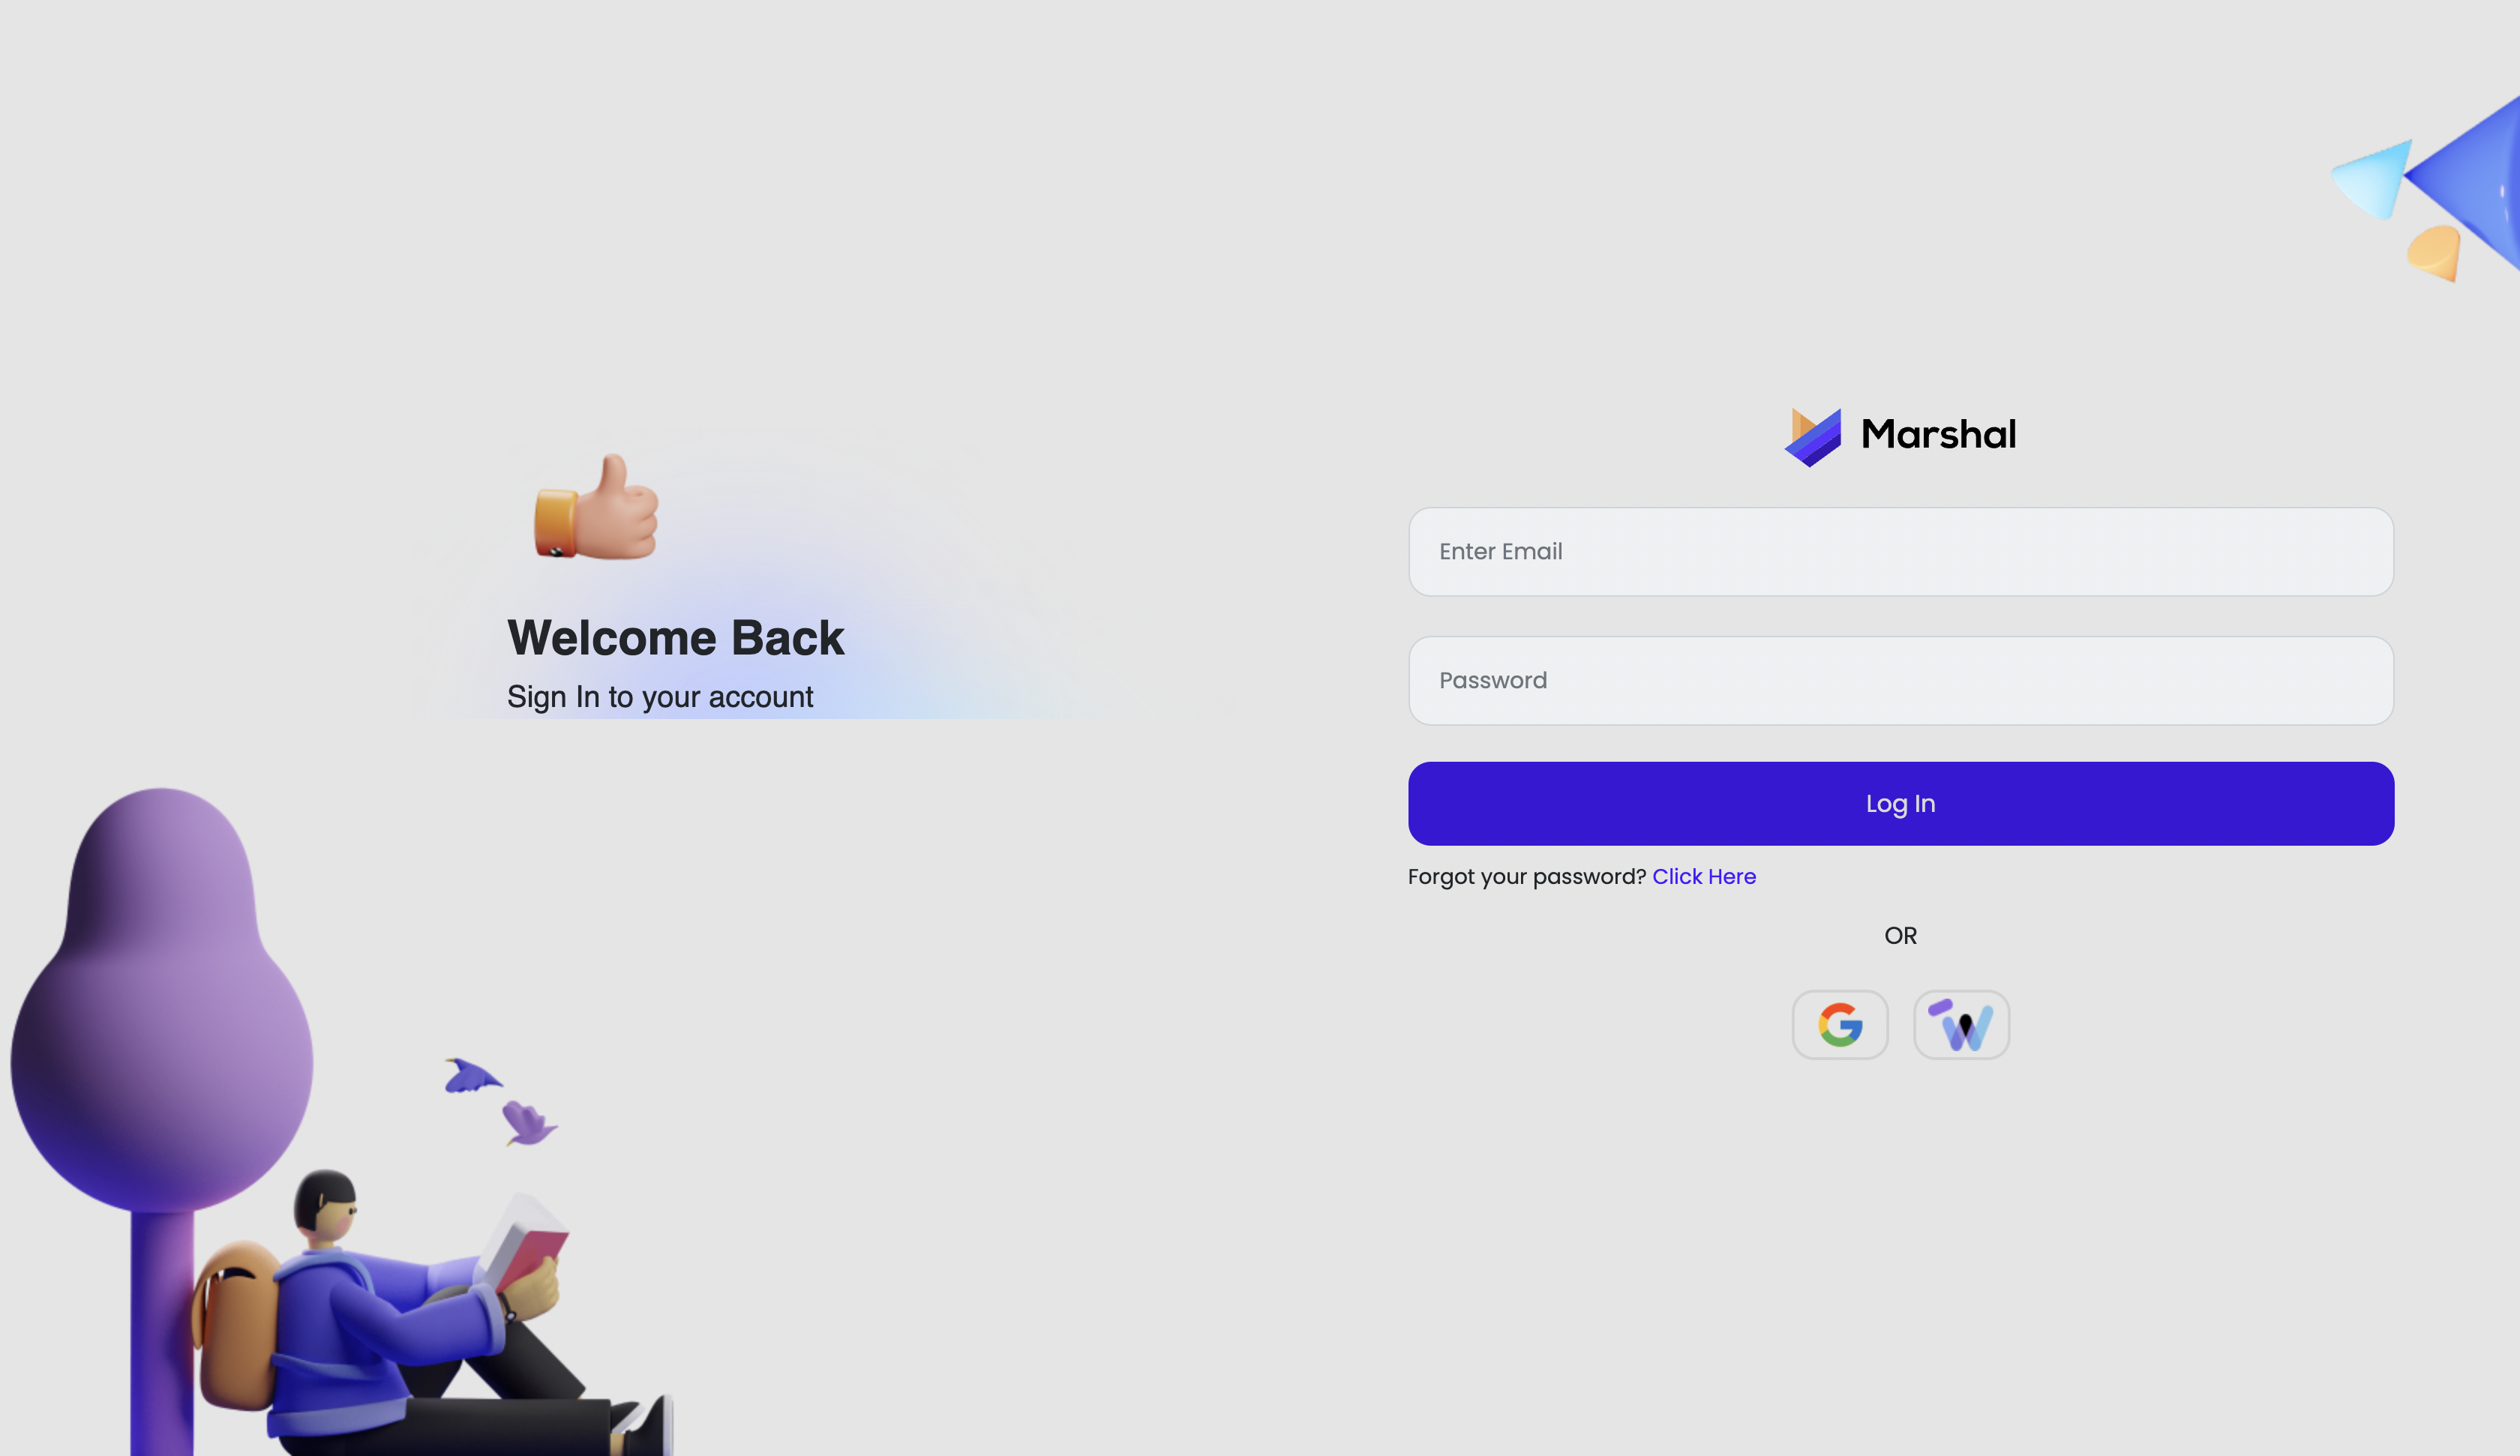 Welcome Back
Sign In to your account
Marshal
Enter Email
Password
Log In
Forgot your password? Click Here
OR